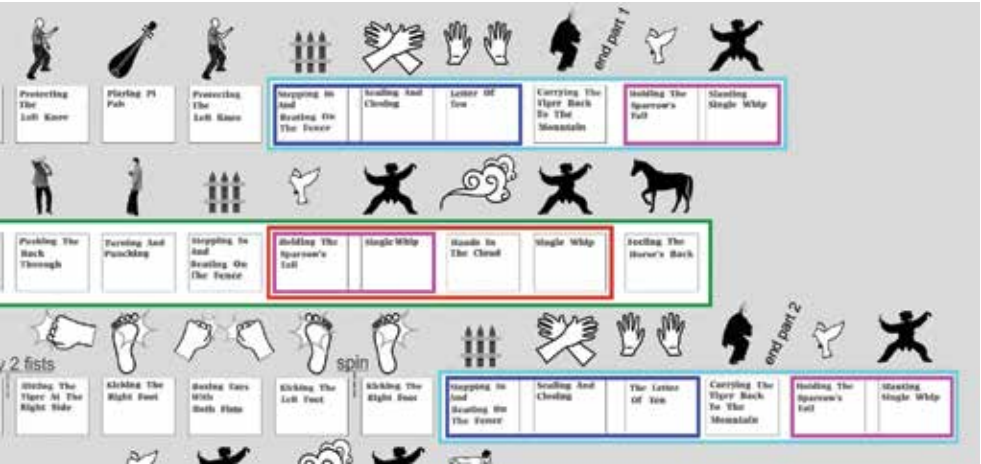 end part 1
Protecting
The
Left Knee
Playing Pi
Pah
Protecting
The
Left Knee
Stepping In
And
Beating On
The Fence
Sealing And
Closing
Letter Of
Ten
Carrying The
Tiger Back
To The
Mountain
Holding The
Sparrow's
Tail
Slanting
Single Whip
Pushing The
Back
Through
Turning And
Punching
Stepping In
And
Beating On
The Fence
Holding The
Sparrow's
Tail
Single Whip
Hands In
The Cloud
Single Whip
Feeling The
Horse's Back
2 fists
spin
end part 2
Hitting The
Tiger At The
Right Side
Kicking The
Right Foot
Boxing Ears
With
Both Fists
Kicking The
Left Foot
Kicking The
Right Foot
Stepping In
And
Beating On
The Fence
Sealing And
Closing
The Letter
Of Ten
Carrying The
Tiger Back
To The
Mountain
Holding The
Sparrow's
Tail
Slanting
Single Whip